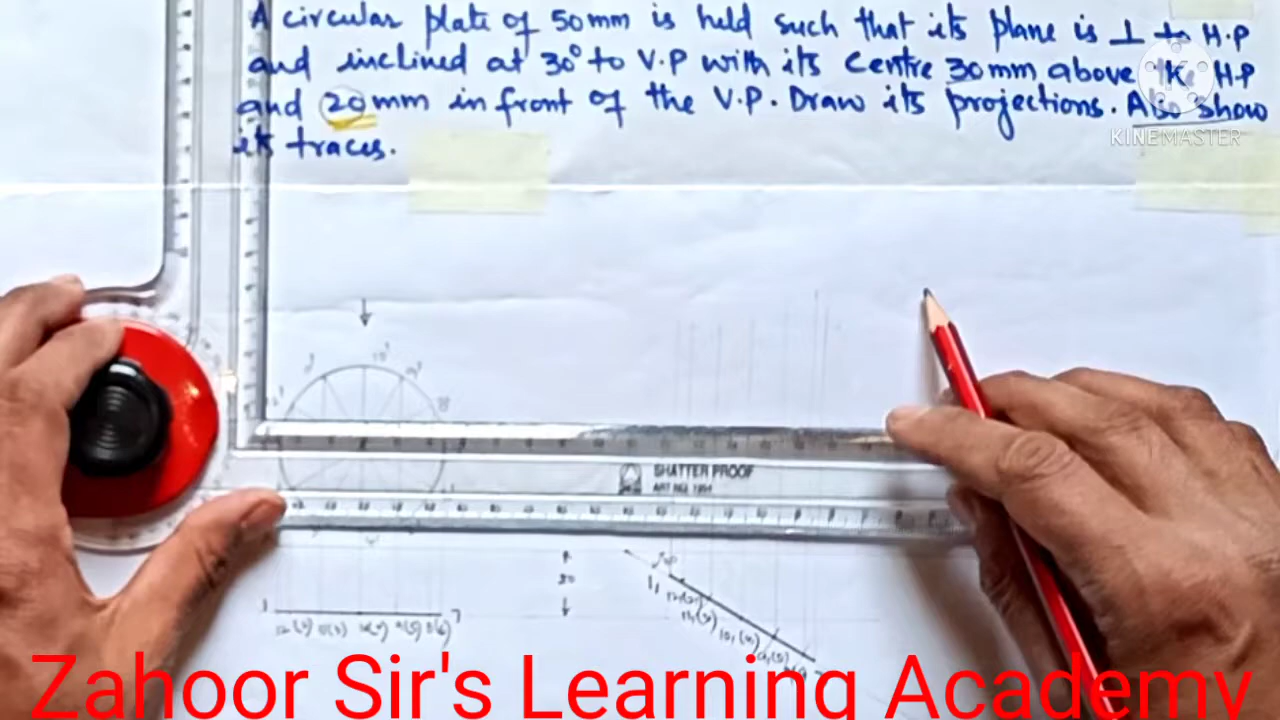 A circular plate of 50mm is held such that its plane is ⊥ to H.P
and inclined at 30° to V.P with its centre 30mm above the H.P
and 20mm in front of the V.P. Draw its projections. Also show
its traces.
KINEMASTER
SHATTER PROOF
Zahoor Sir's Learning Academy